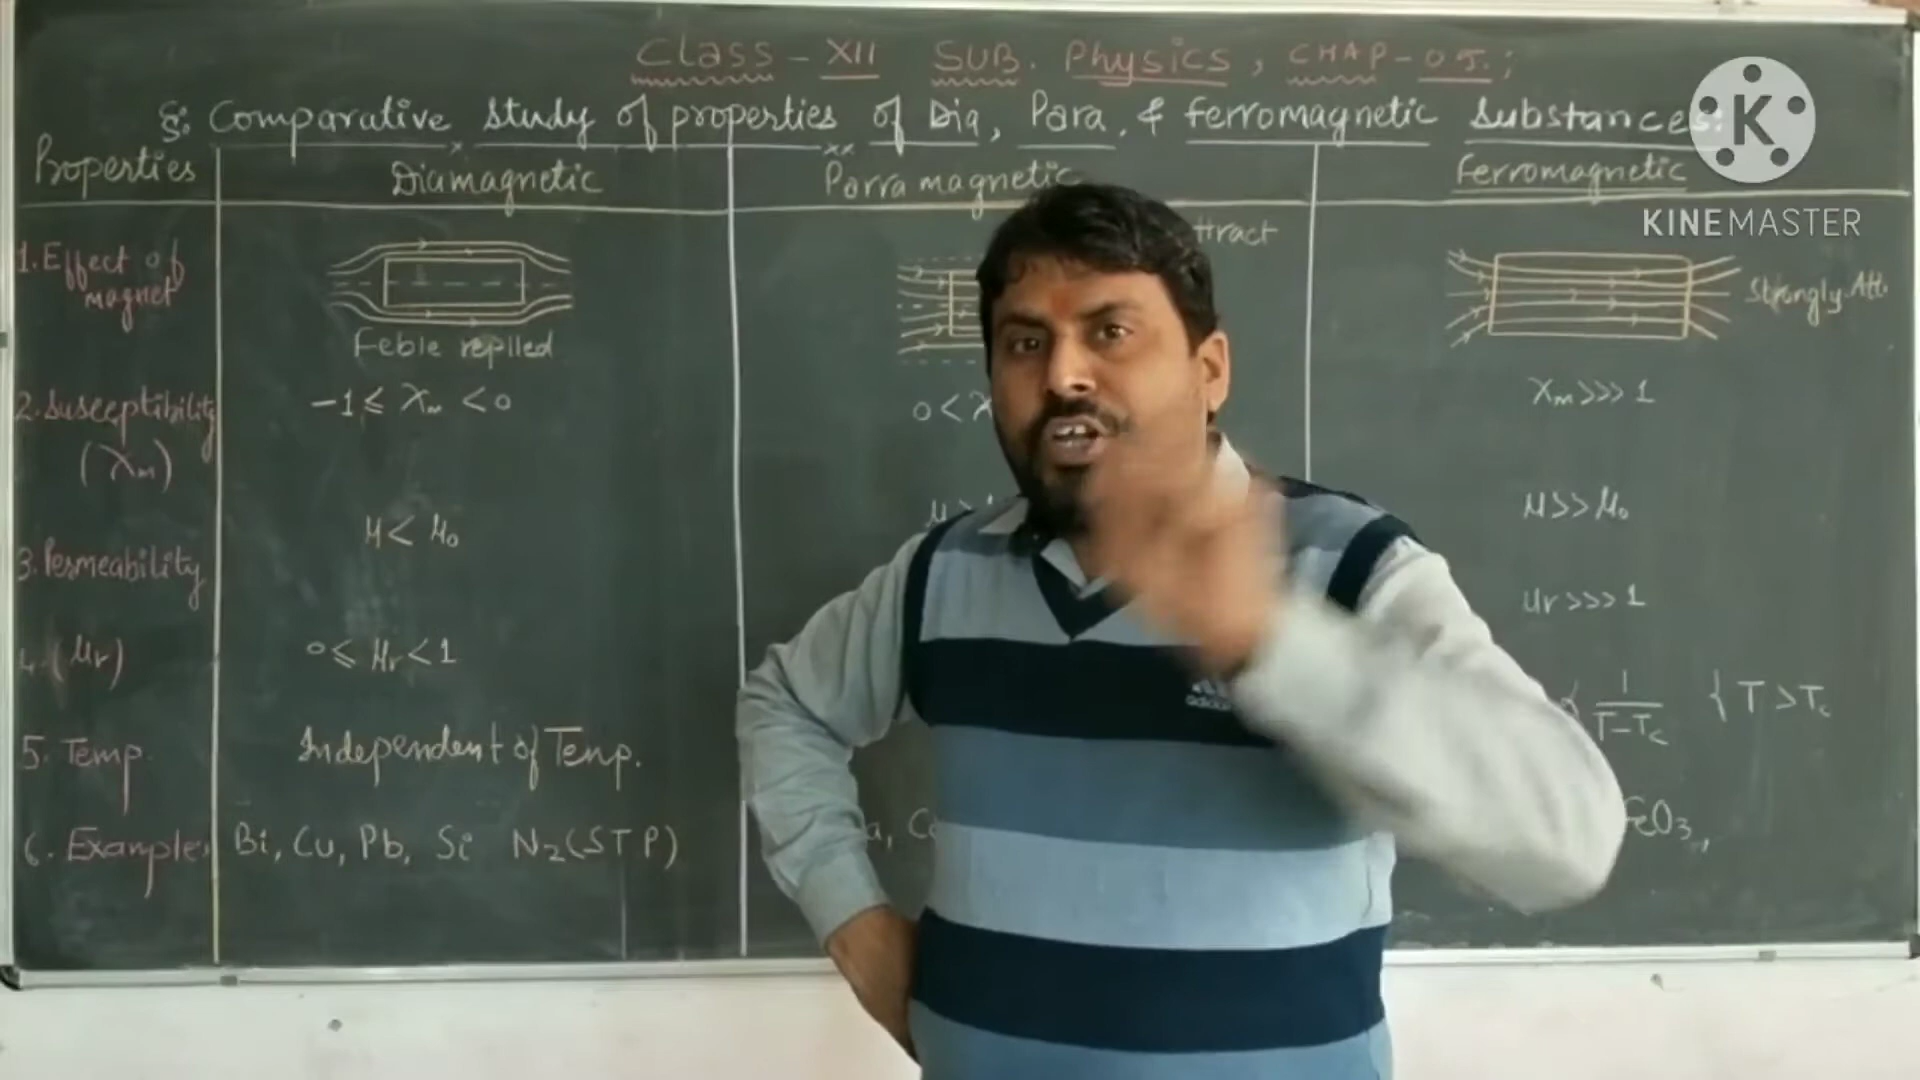 Class - XII SUB. Physics, CHAP - 05.;
§: Comparative study of properties of Dia, Para, & ferromagnetic Substances:
Properties Diamagnetic Parramagnetic Ferromagnetic
1. Effect of magnet
Feble replled
ttract
Strongly Att.
2. Susceptibility
(χm)
-1 ≤ χm < 0
0 < χ
χm >>> 1
3. Permeability
μ < μ0
μ >
μ >> μ0
4. (μr)
0 ≤ μr < 1
μr >>> 1
5. Temp.
Independent of Temp.
1/(T-Tc) { T > Tc
6. Examples Bi, Cu, Pb, Si N2(STP)
a, C
FeO3,
K
KINEMASTER
adidas